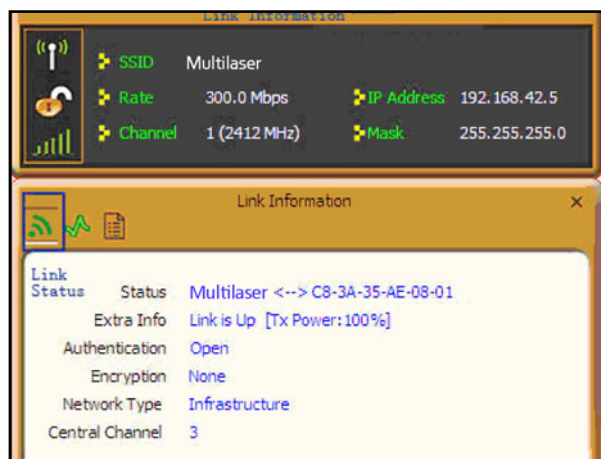 Link Information
SSID Multilaser
Rate 300.0 Mbps IP Address 192.168.42.5
Channel 1 (2412 MHz) Mask 255.255.255.0
Link Information ×
Link
Status Status Multilaser <--> C8-3A-35-AE-08-01
Extra Info Link is Up [Tx Power:100%]
Authentication Open
Encryption None
Network Type Infrastructure
Central Channel 3